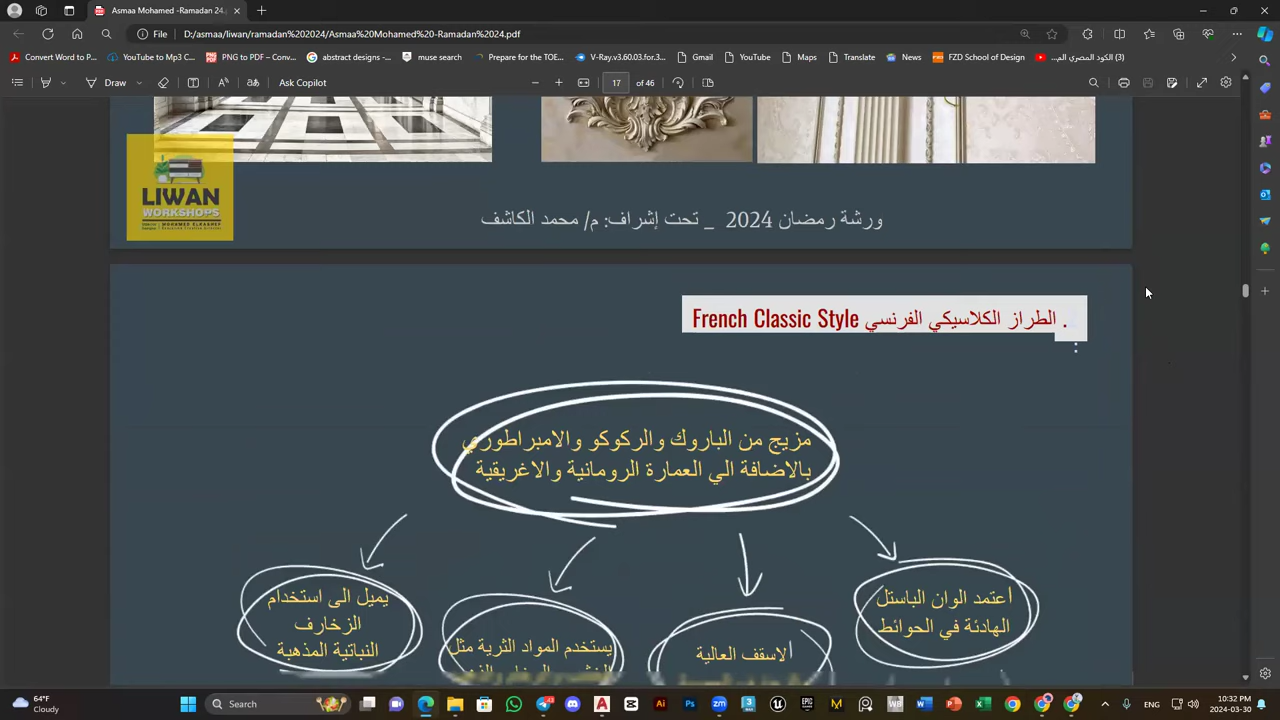 Asmaa Mohamed -Ramadan 24.
File
D:/asmaa/liwan/ramadan%202024/Asmaa%20Mohamed%20-Ramadan%2024.pdf
Convert Word to P...
YouTube to Mp3 C...
PNG to PDF – Conv...
abstract designs -...
muse search...
Prepare for the TOE...
V-Ray.v3.60.03.for.3...
Gmail
YouTube
Maps
Translate
News
FZD School of Design
الكود المصري الم...)
Draw
Ask Copilot
17
of 46
LIWAN
WORKSHOPS
ورشة رمضان 2024 _ تحت إشراف: م/ محمد الكاشف
. الطراز الكلاسيكي الفرنسي French Classic Style
:
مزيج من الباروك والركوكو والامبراطوري
بالاضافة الي العمارة الرومانية والاغريقية
أعتمد الوان الباستل
الهادئة في الحوائط
لاسقف العالية
يستخدم المواد الثرية مثل
يميل الى استخدام
الزخارف
النباتية المذهبة
64°F
Cloudy
Search
10:32 PM
2024-03-30